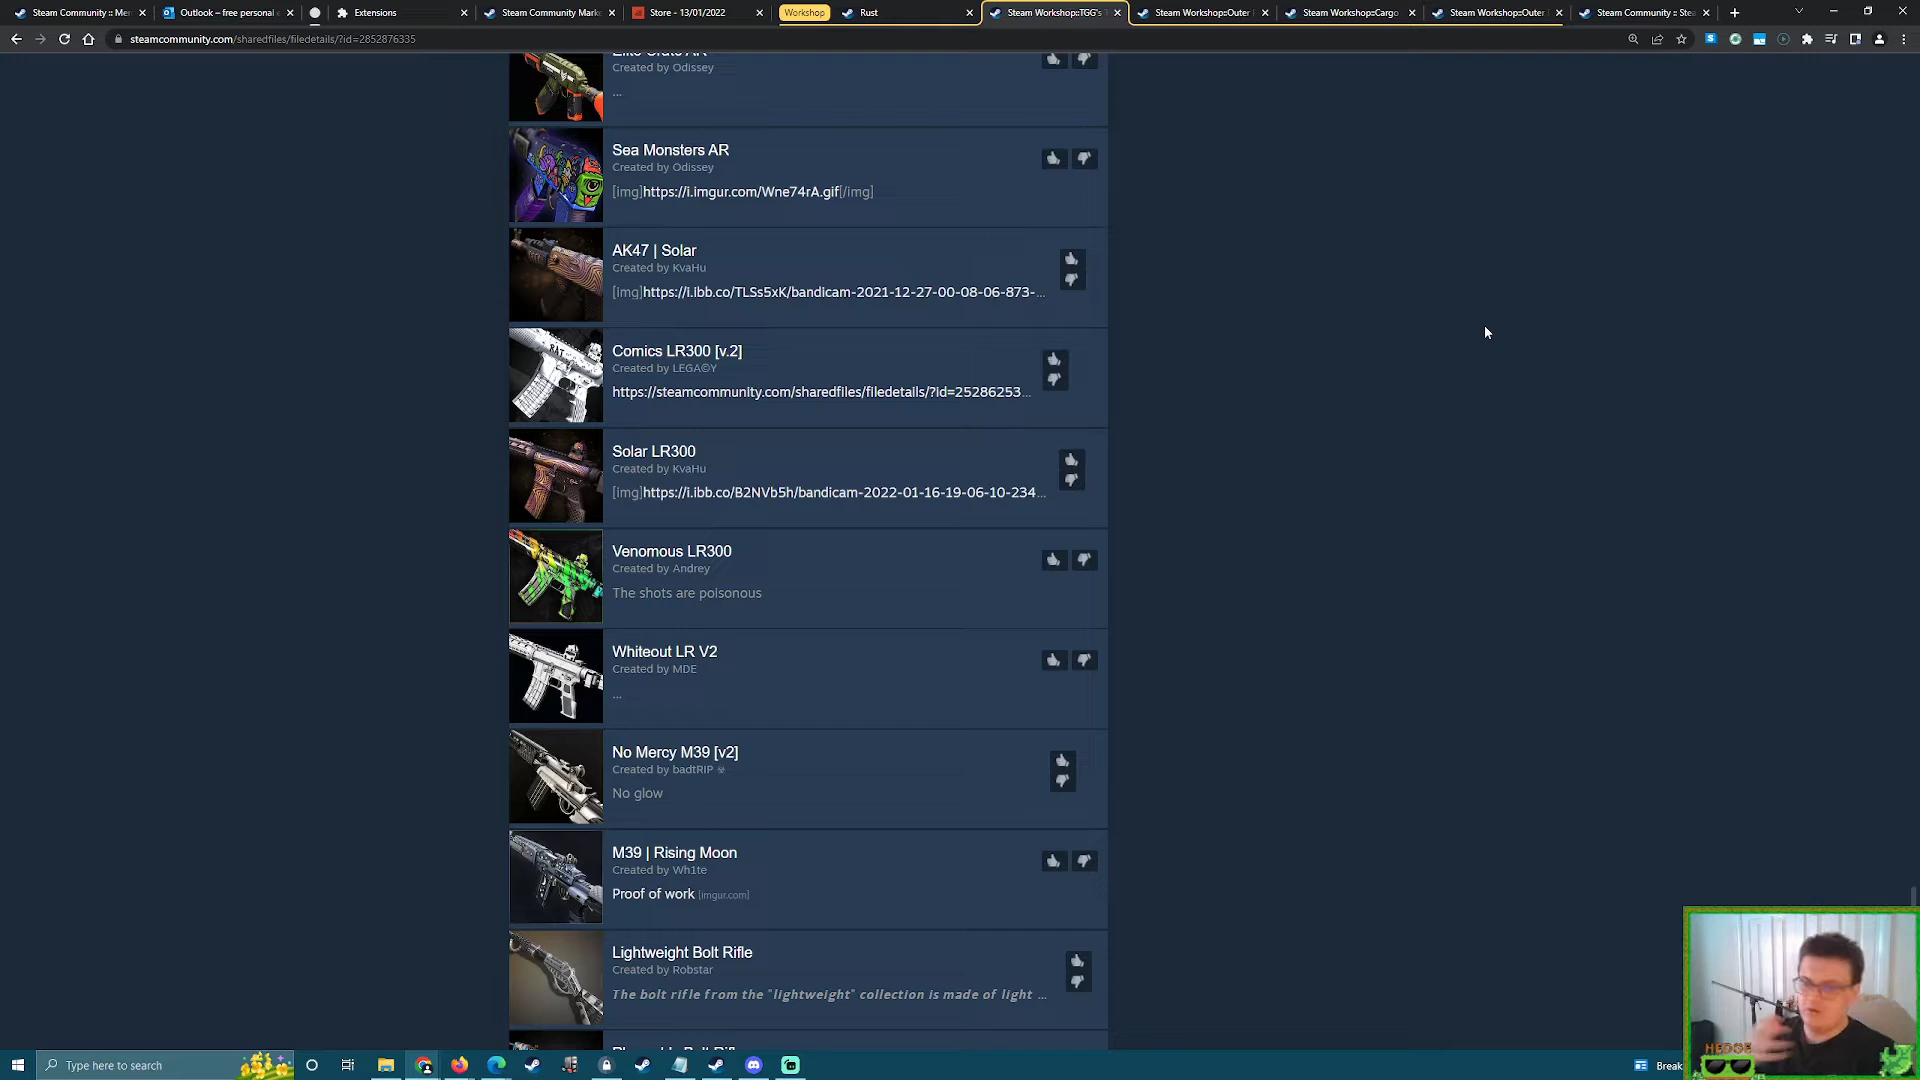 Steam Community :: Me
Outlook – free personal e
Extensions
Steam Community Marke
Store - 13/01/2022
Workshop
Rust
Steam Workshop::TGG's T
Steam Workshop::Outer
Steam Workshop::Cargo
Steam Workshop::Outer
Steam Community :: Stea
steamcommunity.com/sharedfiles/filedetails/?id=2852876335
Elite Crate AR
Created by Odissey
...
Sea Monsters AR
Created by Odissey
[img]https://i.imgur.com/Wne74rA.gif[/img]
AK47 | Solar
Created by KvaHu
[img]https://i.ibb.co/TLSs5xK/bandicam-2021-12-27-00-08-06-873-...
Comics LR300 [v.2]
Created by LEGA©Y
https://steamcommunity.com/sharedfiles/filedetails/?id=25286253...
Solar LR300
Created by KvaHu
[img]https://i.ibb.co/B2NVb5h/bandicam-2022-01-16-19-06-10-234...
Venomous LR300
Created by Andrey
The shots are poisonous
Whiteout LR V2
Created by MDE
...
No Mercy M39 [v2]
Created by badtRIP ☣
No glow
M39 | Rising Moon
Created by Wh1te
Proof of work [imgur.com]
Lightweight Bolt Rifle
Created by Robstar
The bolt rifle from the "lightweight" collection is made of light ...
HEDGE
Type here to search
Break